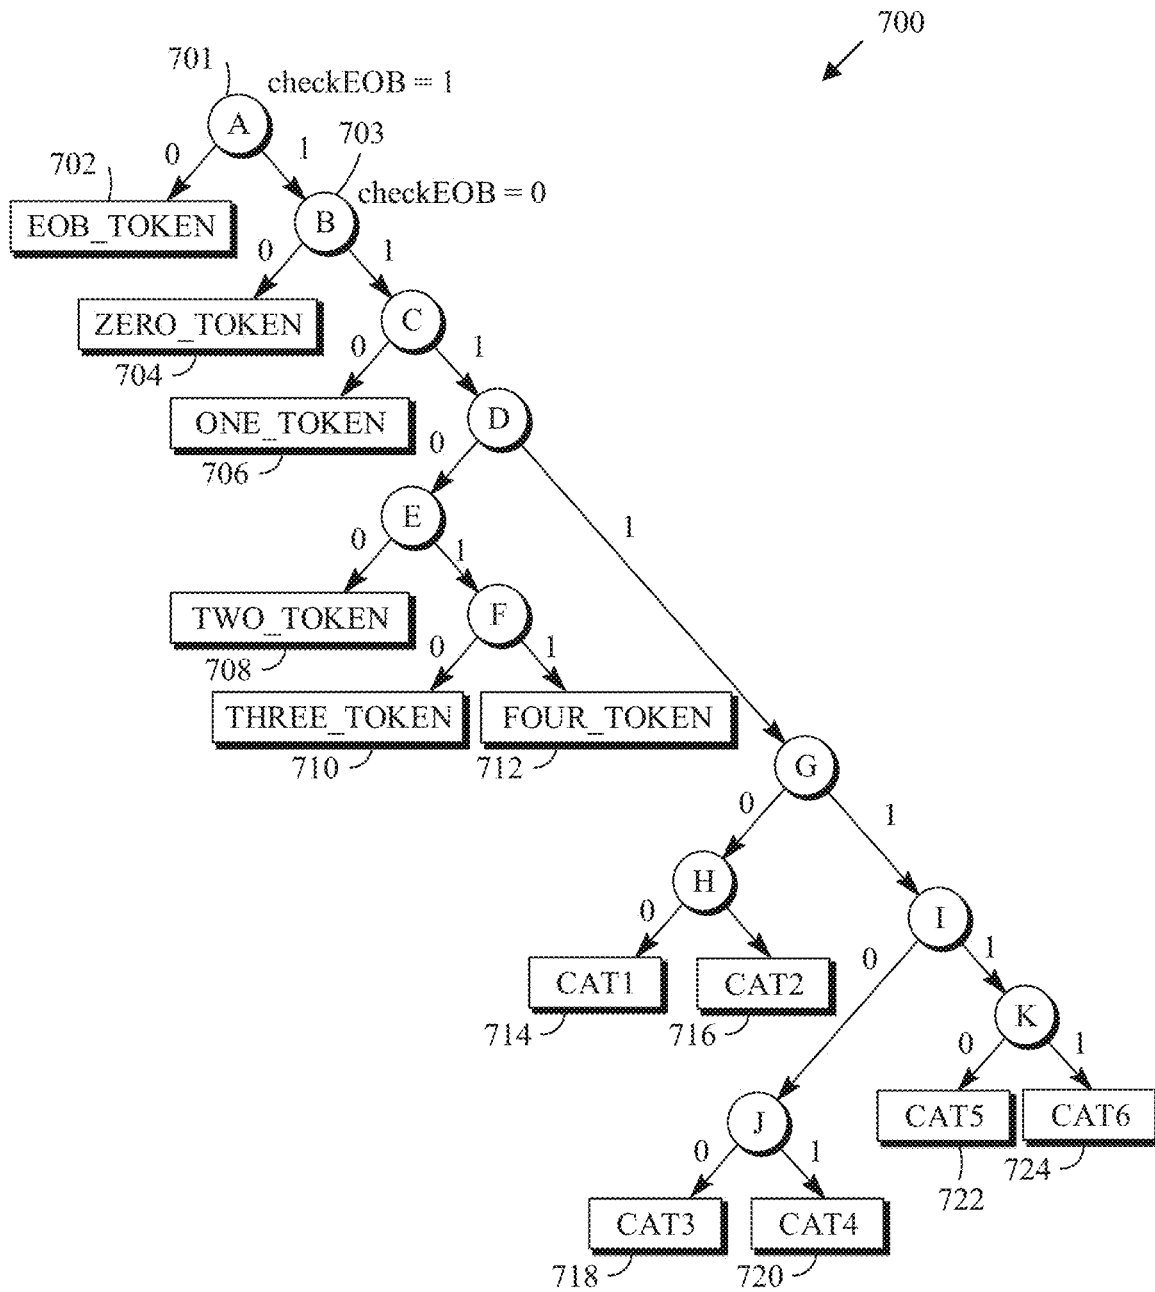 700
701
checkEOB = 1
A
0
1
703
702
checkEOB = 0
EOB_TOKEN
B
0
1
ZERO_TOKEN
C
704
0
1
ONE_TOKEN
D
706
0
E
1
0
1
TWO_TOKEN
F
708
0
1
THREE_TOKEN
FOUR_TOKEN
710
712
G
0
1
H
0
I
CAT1
CAT2
0
1
714
716
K
0
1
J
CAT5
CAT6
0
1
724
722
CAT3
CAT4
718
720